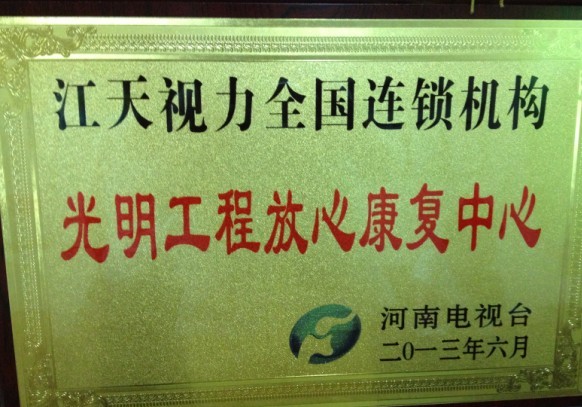 江天视力全国连锁机构
光明工程放心康复中心
河南电视台
二〇一三年六月